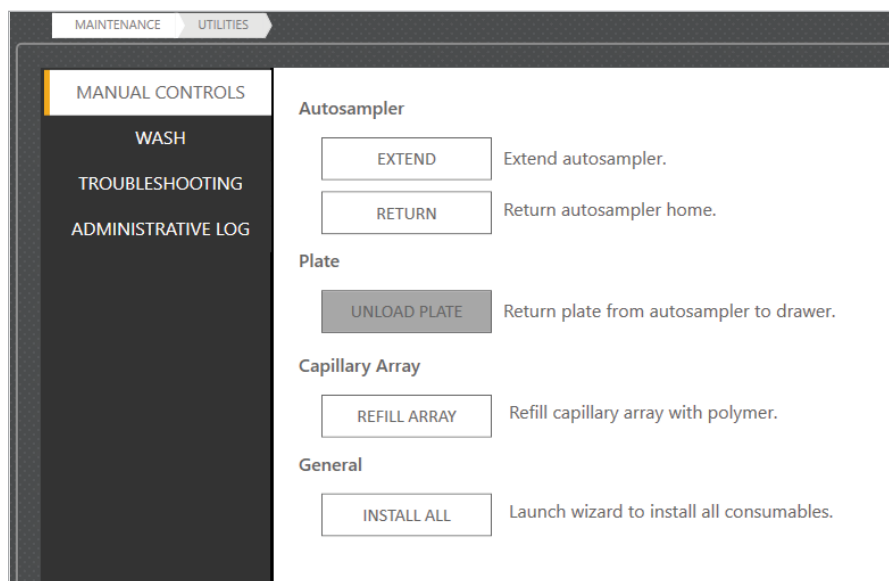 MAINTENANCE UTILITIES
MANUAL CONTROLS
WASH
TROUBLESHOOTING
ADMINISTRATIVE LOG
Autosampler
EXTEND Extend autosampler.
RETURN Return autosampler home.
Plate
UNLOAD PLATE Return plate from autosampler to drawer.
Capillary Array
REFILL ARRAY Refill capillary array with polymer.
General
INSTALL ALL Launch wizard to install all consumables.